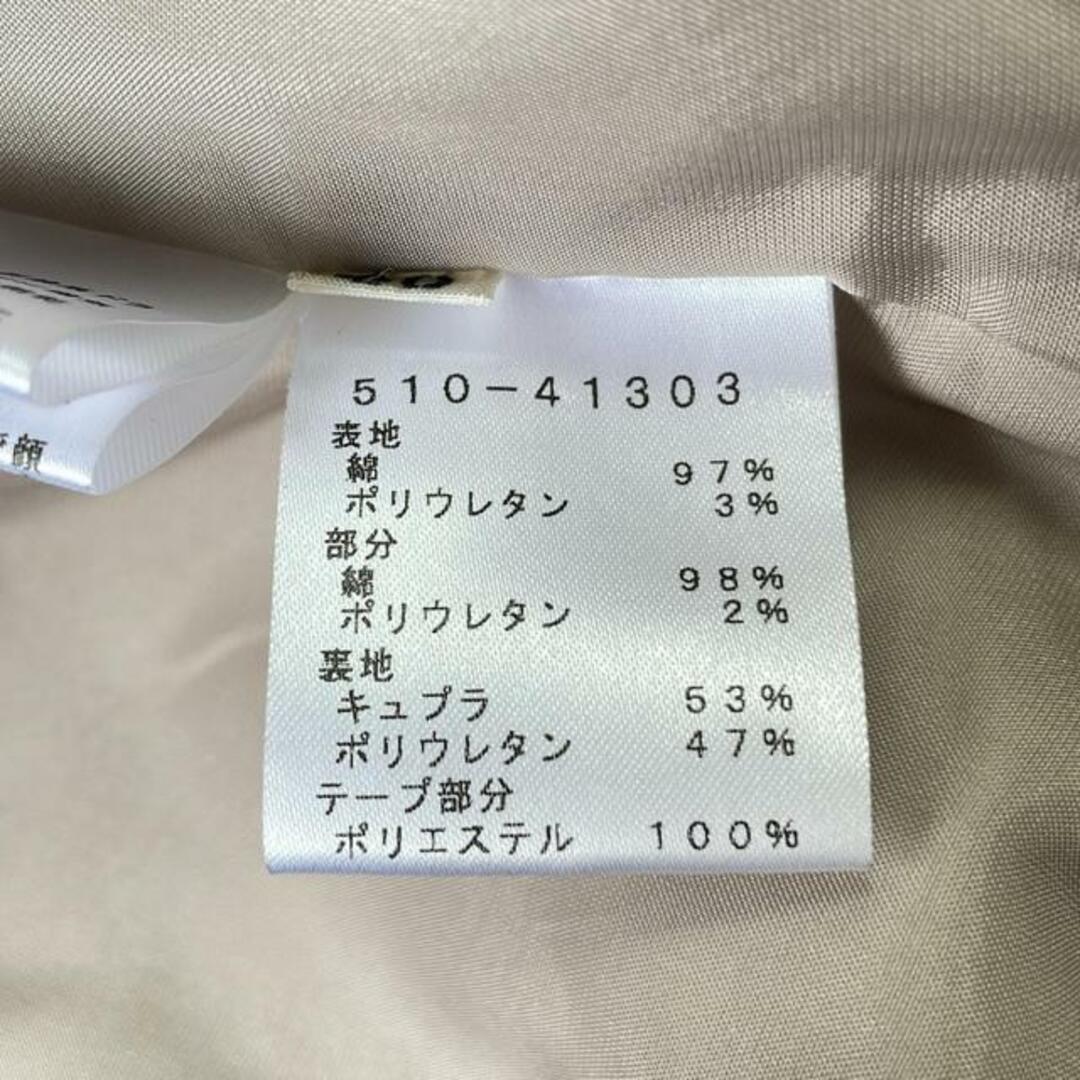 510-41303
表地
綿 97%
ポリウレタン 3%
部分
綿 98%
ポリウレタン 2%
裏地
キュプラ 53%
ポリウレタン 47%
テープ部分
ポリエステル 100%
顔